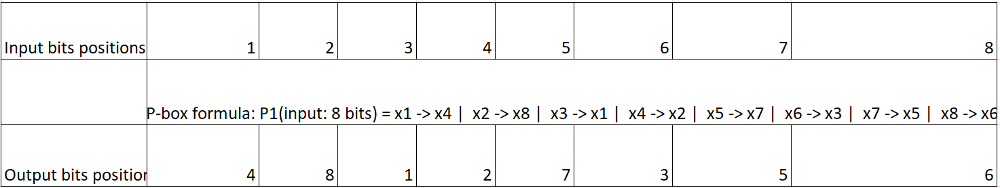 Input bits positions 1 2 3 4 5 6 7 8
P-box formula: P1(input: 8 bits) = x1 -> x4 | x2 -> x8 | x3 -> x1 | x4 -> x2 | x5 -> x7 | x6 -> x3 | x7 -> x5 | x8 -> x6
Output bits position 4 8 1 2 7 3 5 6